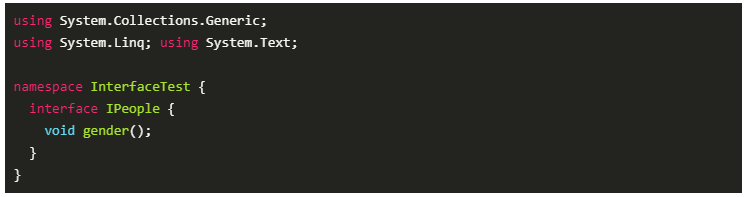 using System.Collections.Generic;
using System.Linq; using System.Text;
namespace InterfaceTest {
interface IPeople {
void gender();
}
}